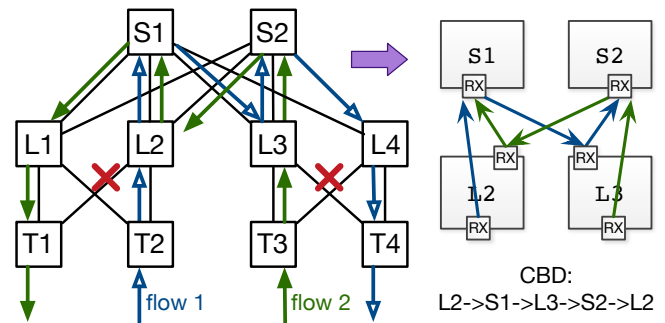 S1 S2
L1 L2 L3 L4
T1 T2 T3 T4
flow 1 flow 2
S1 S2
RX RX
RX RX
L2 L3
RX RX
CBD:
L2->S1->L3->S2->L2